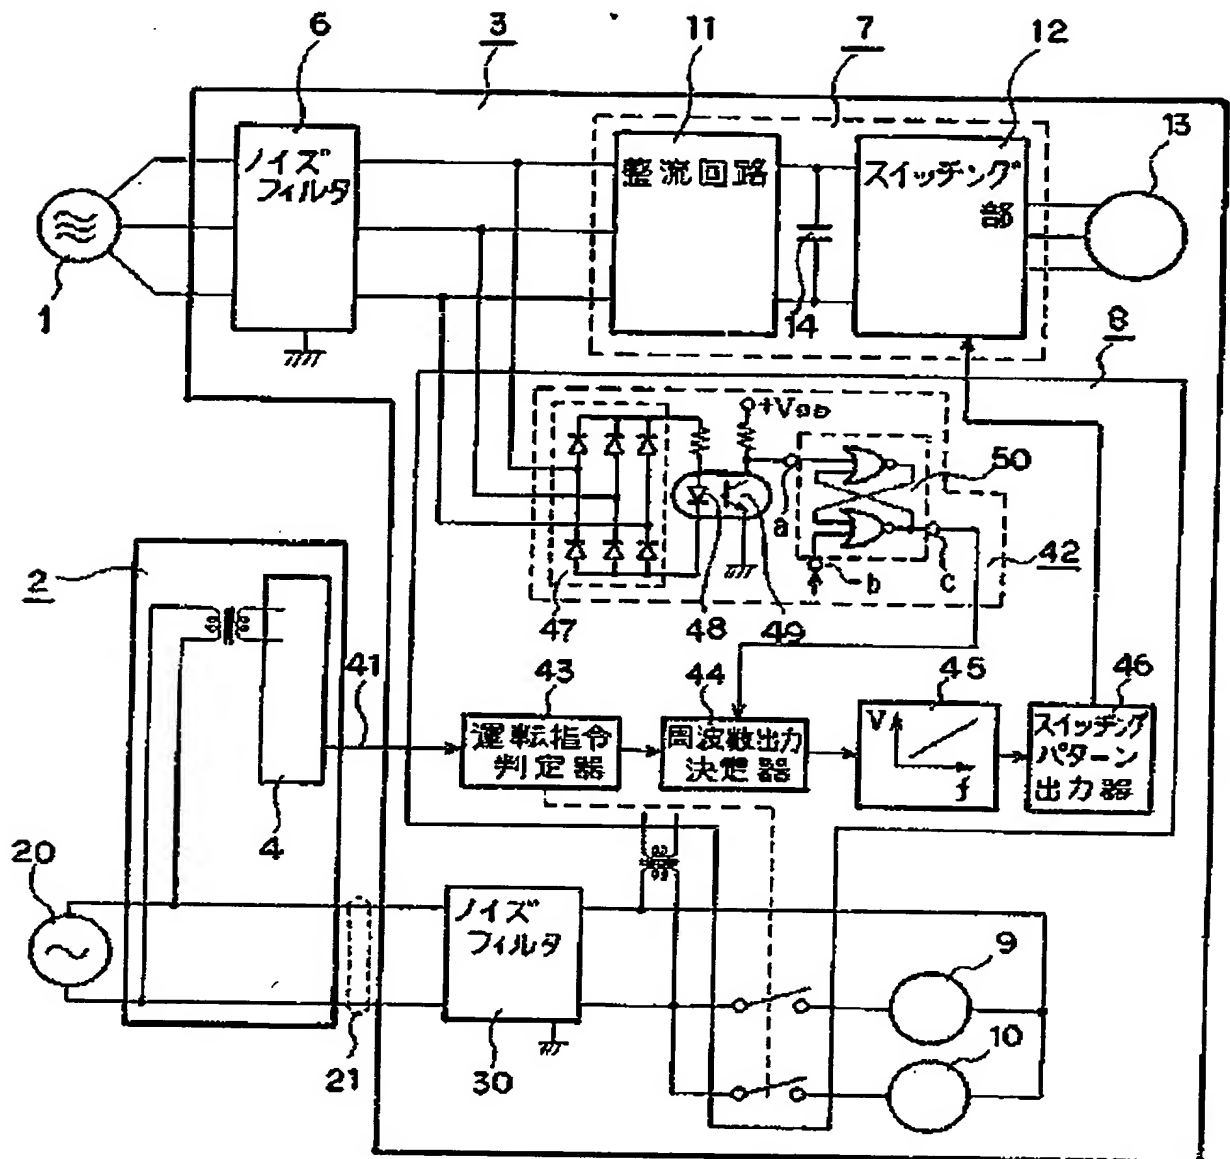 6
3
11
7
12
13
ノイズ
フィルタ
整流回路
スイッチング
部
1
14
8
+VDD
a
50
b
c
42
2
47
48
49
41
43
44
45
46
運転指令
判定器
周波数出力
決定器
V
f
スイッチング
パターン
出力器
4
20
ノイズ
フィルタ
9
10
21
30